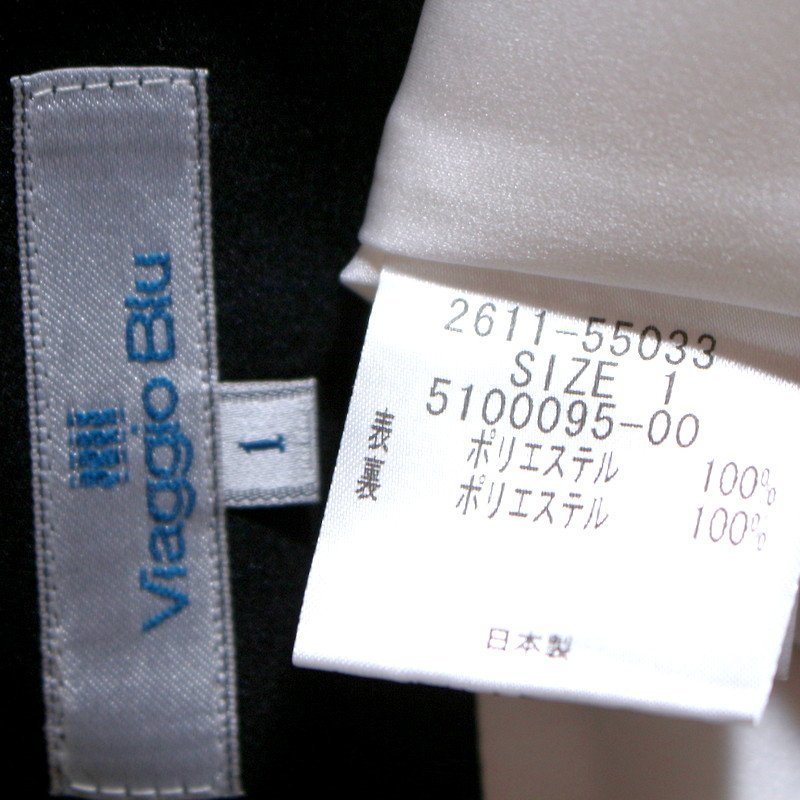 Viaggio Blu
1
2611-55033
SIZE 1
5100095-00
表 ポリエステル 100%
裏 ポリエステル 100%
日本製